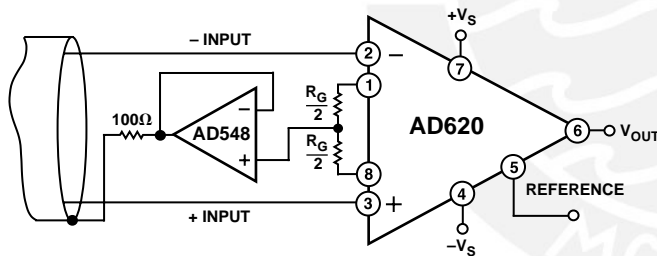 – INPUT
+VS
2
–
7
1
100Ω
–
AD548
+
RG
2
RG
2
AD620
6
VOUT
8
5
REFERENCE
4
3
+
+ INPUT
–VS